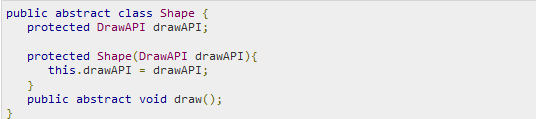 public abstract class Shape {
   protected DrawAPI drawAPI;

   protected Shape(DrawAPI drawAPI){
      this.drawAPI = drawAPI;
   }
   public abstract void draw();
}